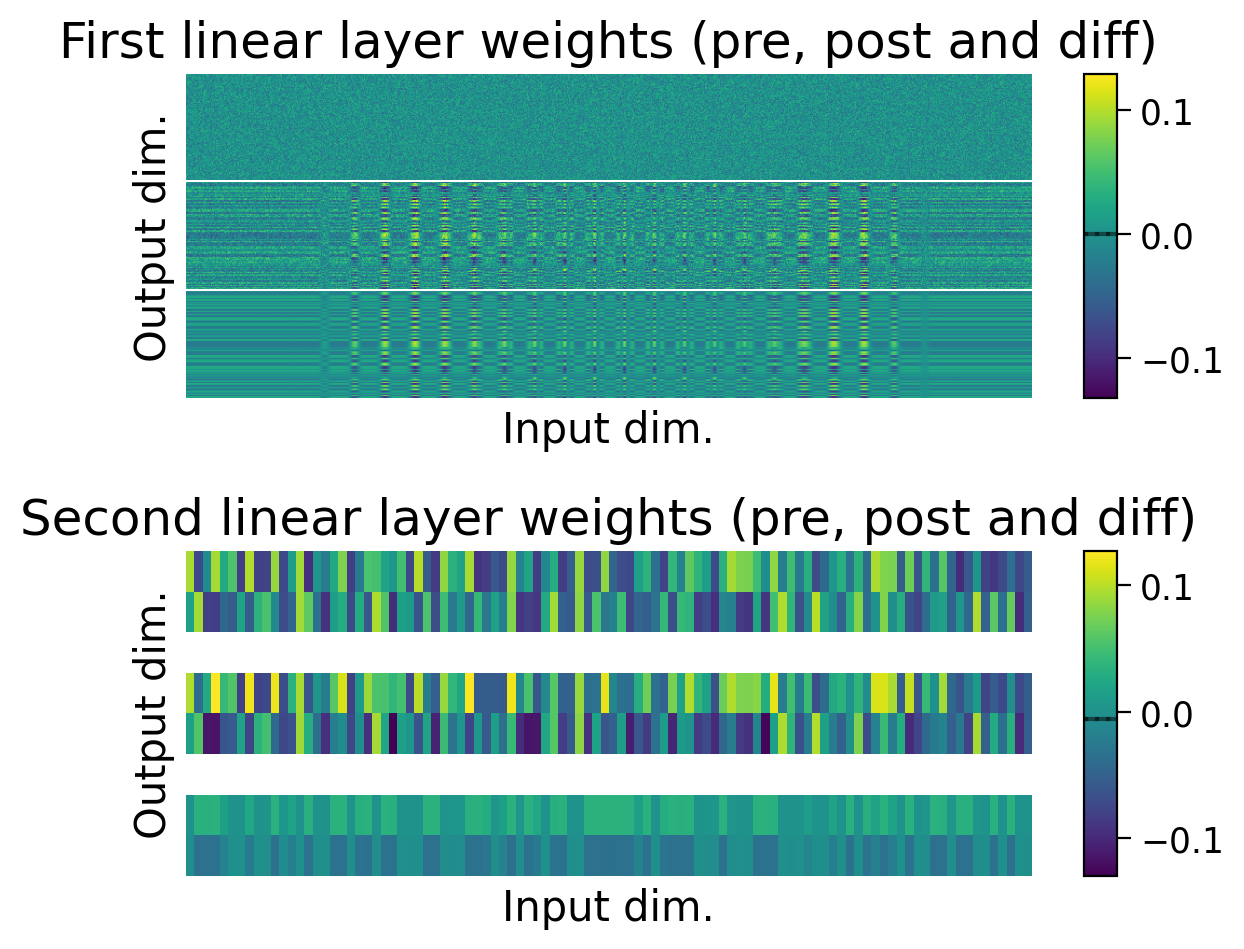 First linear layer weights (pre, post and diff)
Output dim.
0.1
0.0
−0.1
Input dim.
Second linear layer weights (pre, post and diff)
Output dim.
0.1
0.0
−0.1
Input dim.